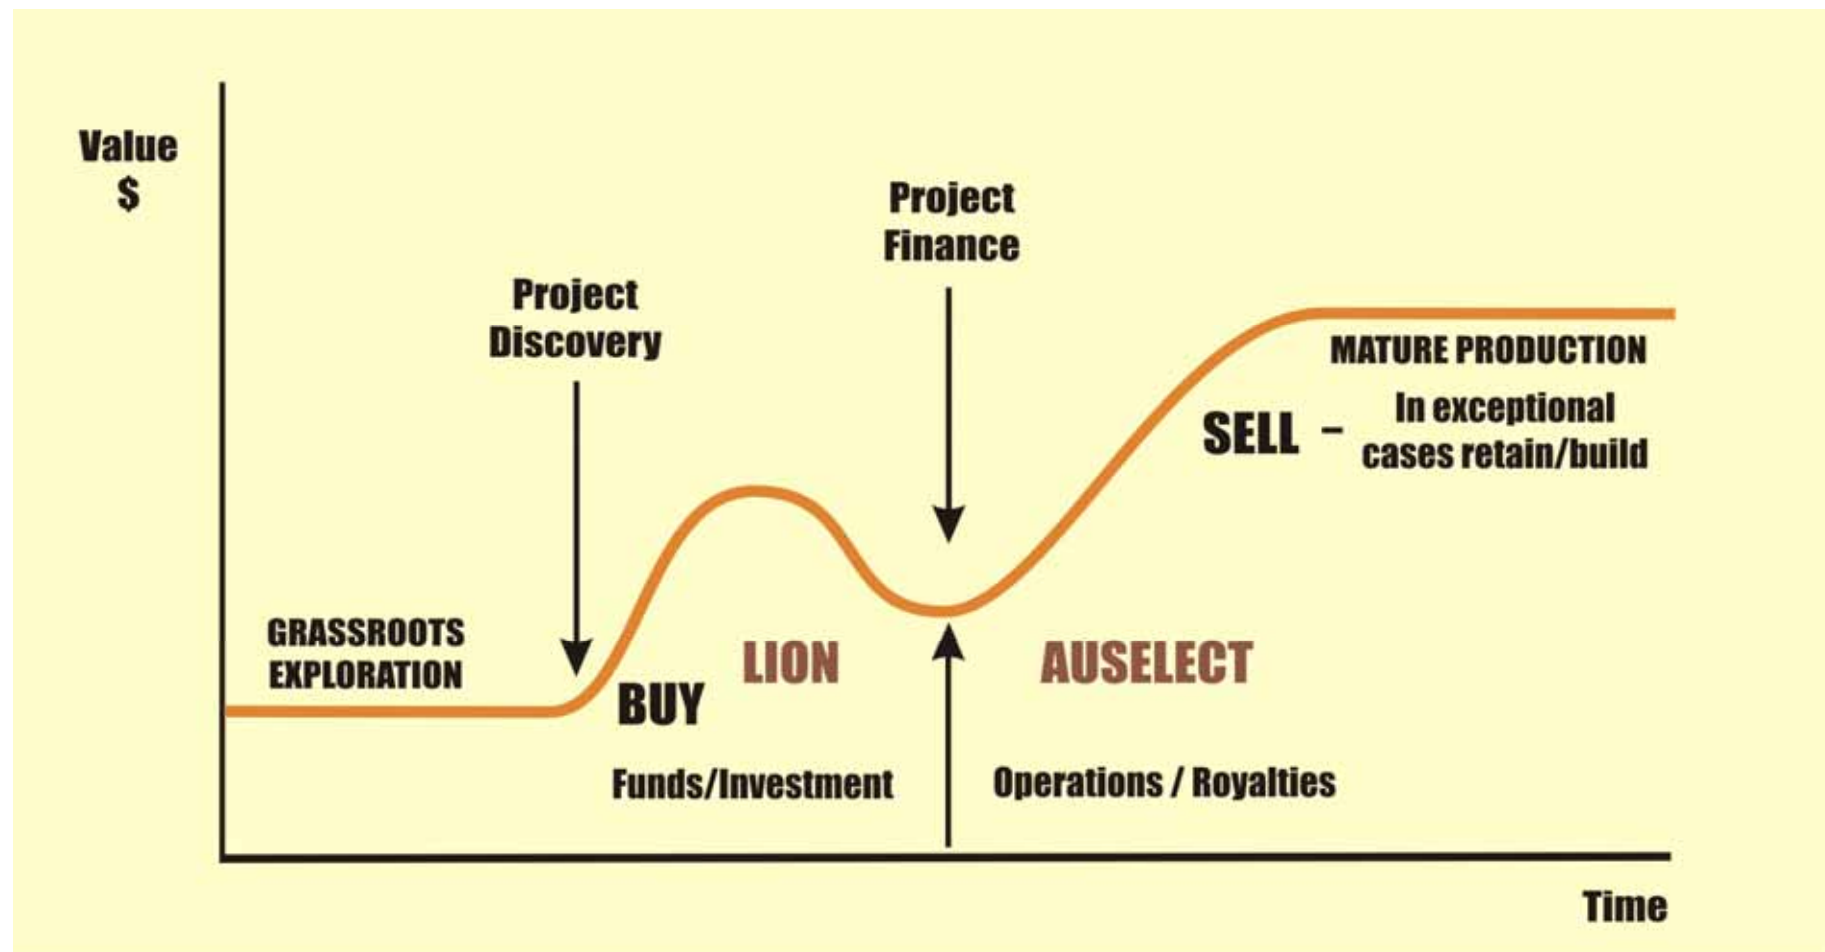 Value
$
Project
Finance
Project
Discovery
MATURE PRODUCTION
SELL - In exceptional
cases retain/build
GRASSROOTS
EXPLORATION
BUY
LION
AUSELECT
Funds/Investment
Operations / Royalties
Time